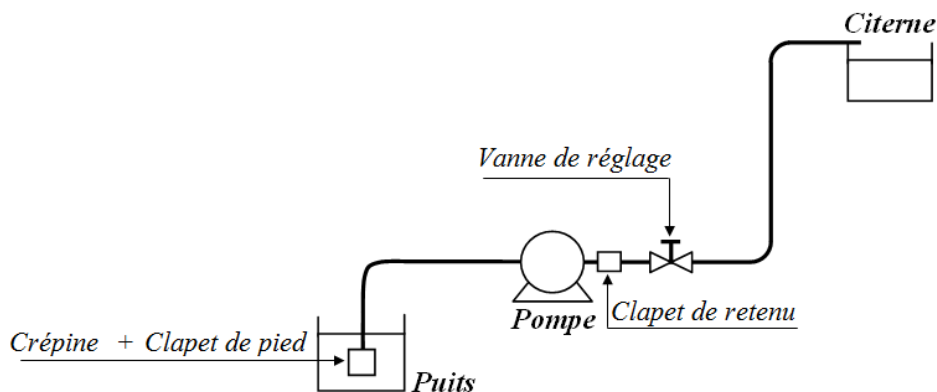 Citerne
Vanne de réglage
Pompe
Clapet de retenu
Crépine + Clapet de pied
Puits